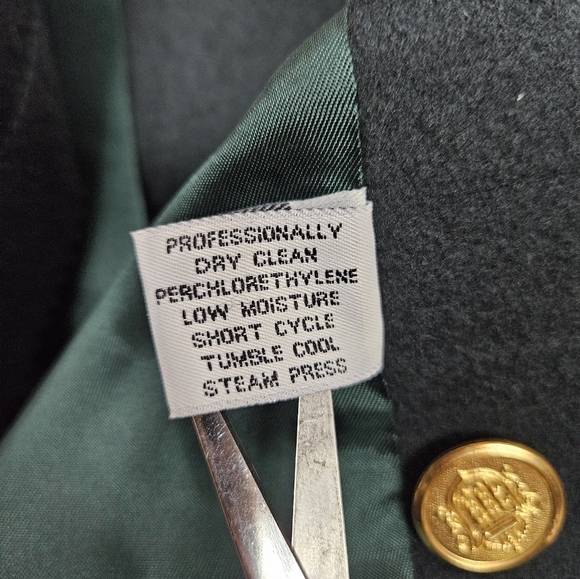 PROFESSIONALLY
DRY CLEAN
PERCHLORETHYLENE
LOW MOISTURE
SHORT CYCLE
TUMBLE COOL
STEAM PRESS